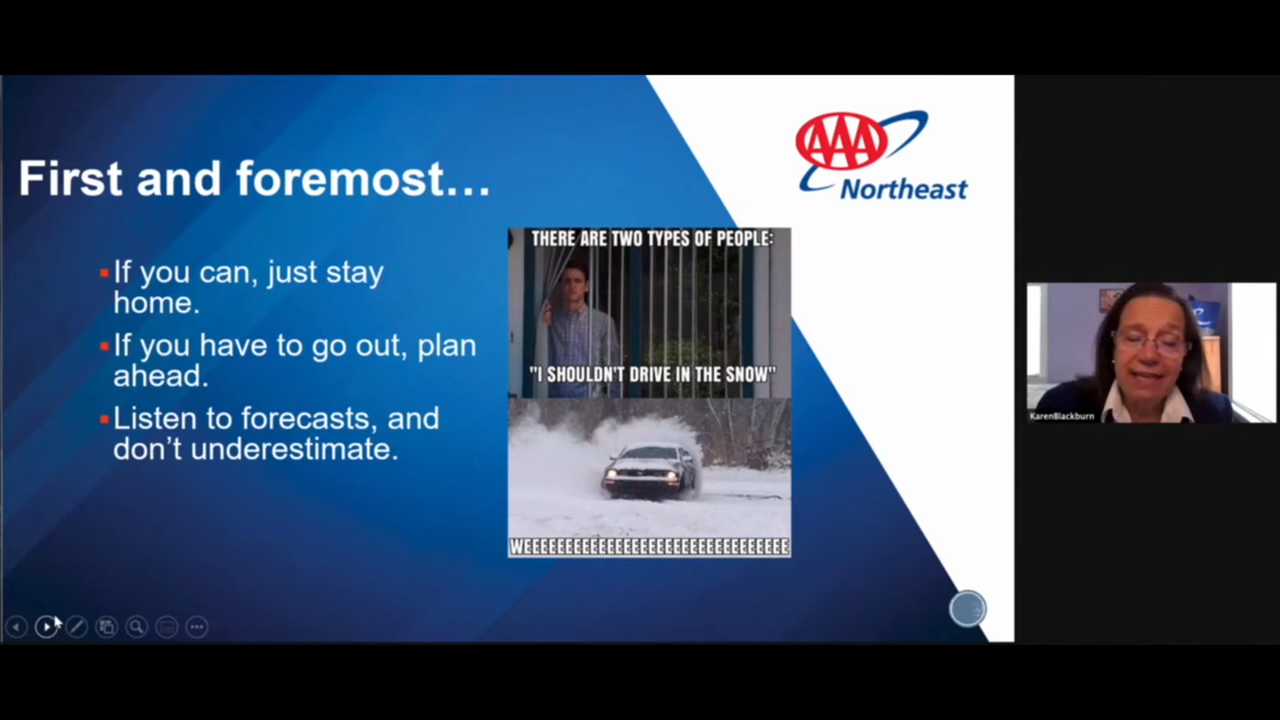 First and foremost…
AAA
Northeast
If you can, just stay
home.
If you have to go out, plan
ahead.
Listen to forecasts, and
don’t underestimate.
THERE ARE TWO TYPES OF PEOPLE:
"I SHOULDN'T DRIVE IN THE SNOW"
WEEEEEEEEEEEEEEEEEEEEEEEEEEEEEEEEEE
KarenBlackburn